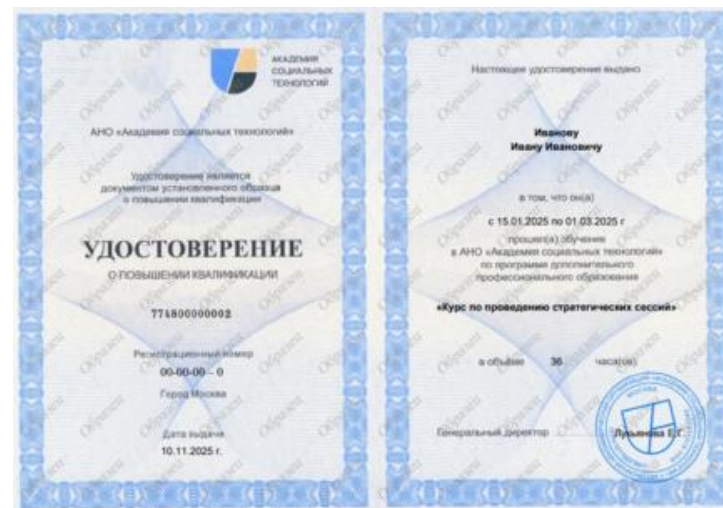 АКАДЕМИЯ
СОЦИАЛЬНЫХ
ТЕХНОЛОГИЙ
АНО «Академия социальных технологий»
Удостоверение является
документом установленного образца
о повышении квалификации
УДОСТОВЕРЕНИЕ
О ПОВЫШЕНИИ КВАЛИФИКАЦИИ
774800000002
Регистрационный номер
00-00-00 – 0
Город Москва
Дата выдачи
10.11.2025 г.
Настоящее удостоверение выдано
Иванову
Ивану Ивановичу
в том, что он(а)
с 15.01.2025 по 01.03.2025 г
прошел(а) обучение
в АНО «Академия социальных технологий»
по программе дополнительного
профессионального образования
«Курс по проведению стратегических сессий»
в объёме 36 часа(ов)
Генеральный директор Лукьянова Е.Г.
Образец